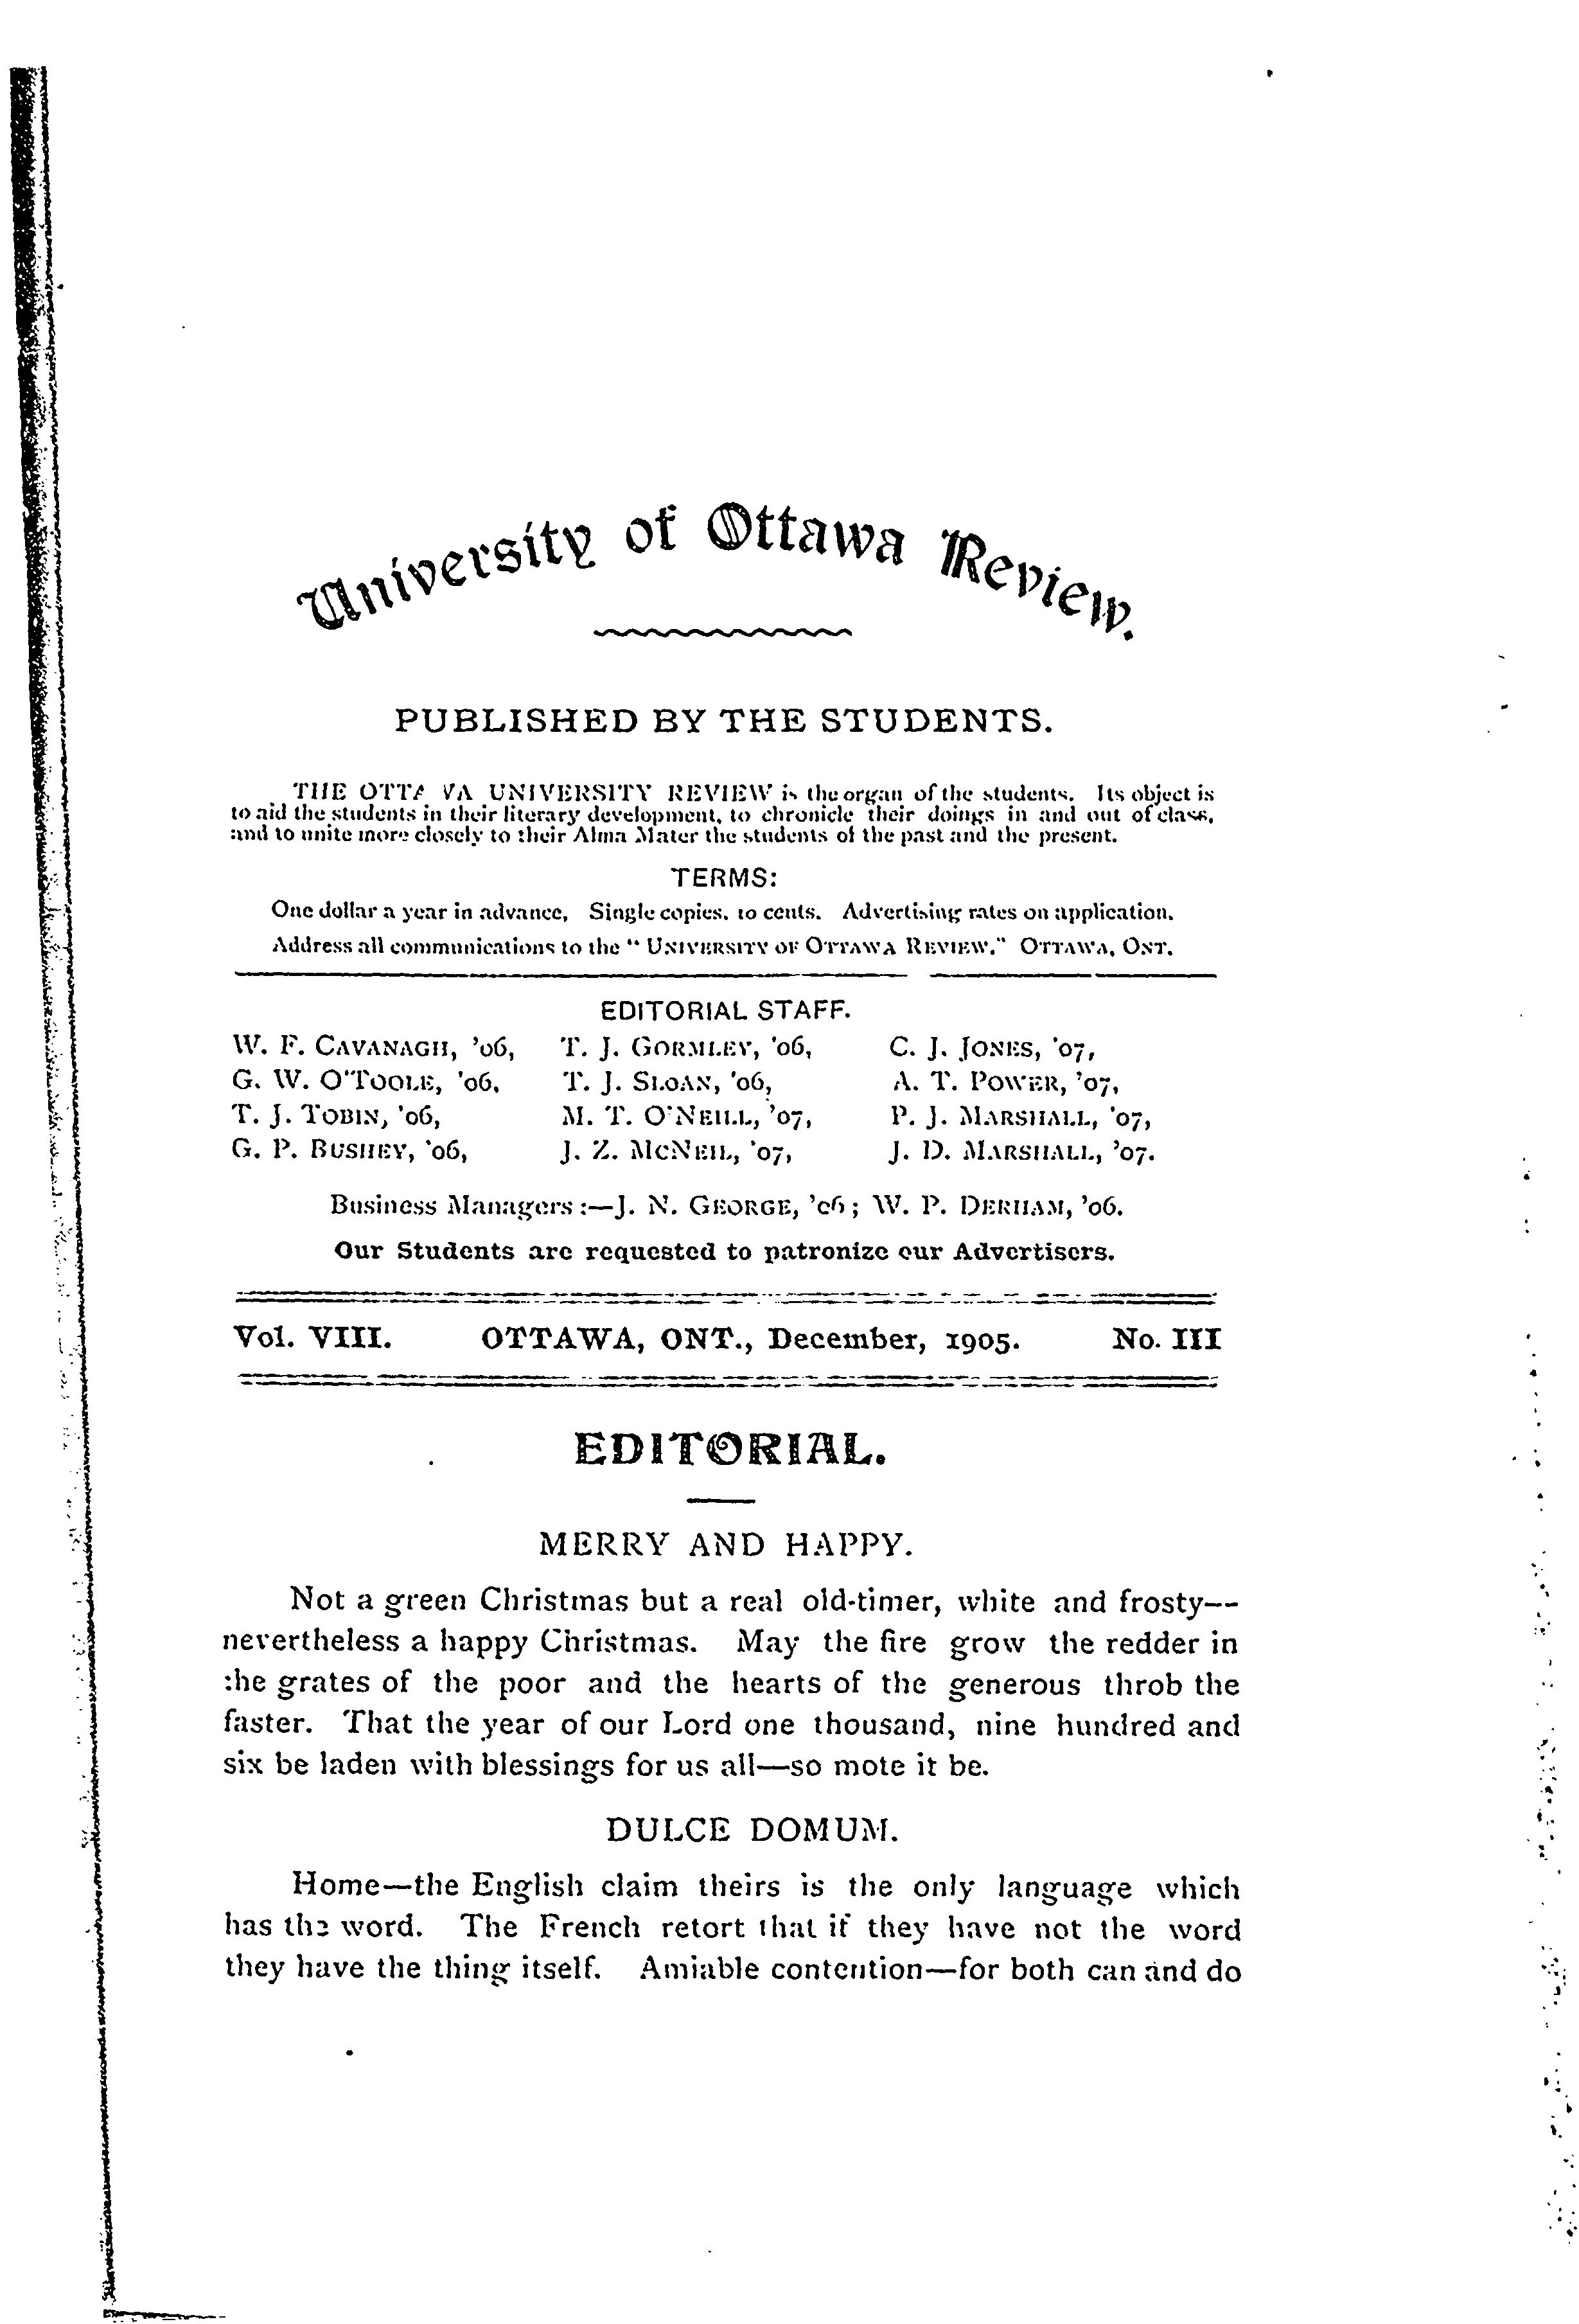 University of Ottawa Review.
PUBLISHED BY THE STUDENTS.
THE OTTAWA UNIVERSITY REVIEW is the organ of the students. Its object is
to aid the students in their literary development, to chronicle their doings in and out of class,
and to unite more closely to their Alma Mater the students of the past and the present.
TERMS:
One dollar a year in advance, Single copies, 10 cents. Advertising rates on application.
Address all communications to the "UNIVERSITY OF OTTAWA REVIEW." OTTAWA, ONT.
EDITORIAL STAFF.
W. F. CAVANAGH, '06, T. J. GORMLEY, '06, C. J. JONES, '07,
G. W. O'TOOLE, '06, T. J. SLOAN, '06, A. T. POWER, '07,
T. J. TOBIN, '06, M. T. O'NEILL, '07, P. J. MARSHALL, '07,
G. P. BUSHEY, '06, J. Z. MCNEIL, '07, J. D. MARSHALL, '07.
Business Managers:—J. N. GEORGE, '06; W. P. DERHAM, '06.
Our Students are requested to patronize our Advertisers.
Vol. VIII. OTTAWA, ONT., December, 1905. No. III
EDITORIAL.
MERRY AND HAPPY.
Not a green Christmas but a real old-timer, white and frosty—
nevertheless a happy Christmas. May the fire grow the redder in
the grates of the poor and the hearts of the generous throb the
faster. That the year of our Lord one thousand, nine hundred and
six be laden with blessings for us all—so mote it be.
DULCE DOMUM.
Home—the English claim theirs is the only language which
has the word. The French retort that if they have not the word
they have the thing itself. Amiable contention—for both can and do